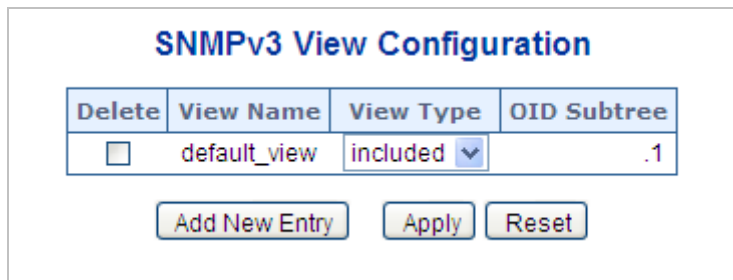 SNMPv3 View Configuration
Delete View Name View Type OID Subtree
default_view included .1
Add New Entry Apply Reset